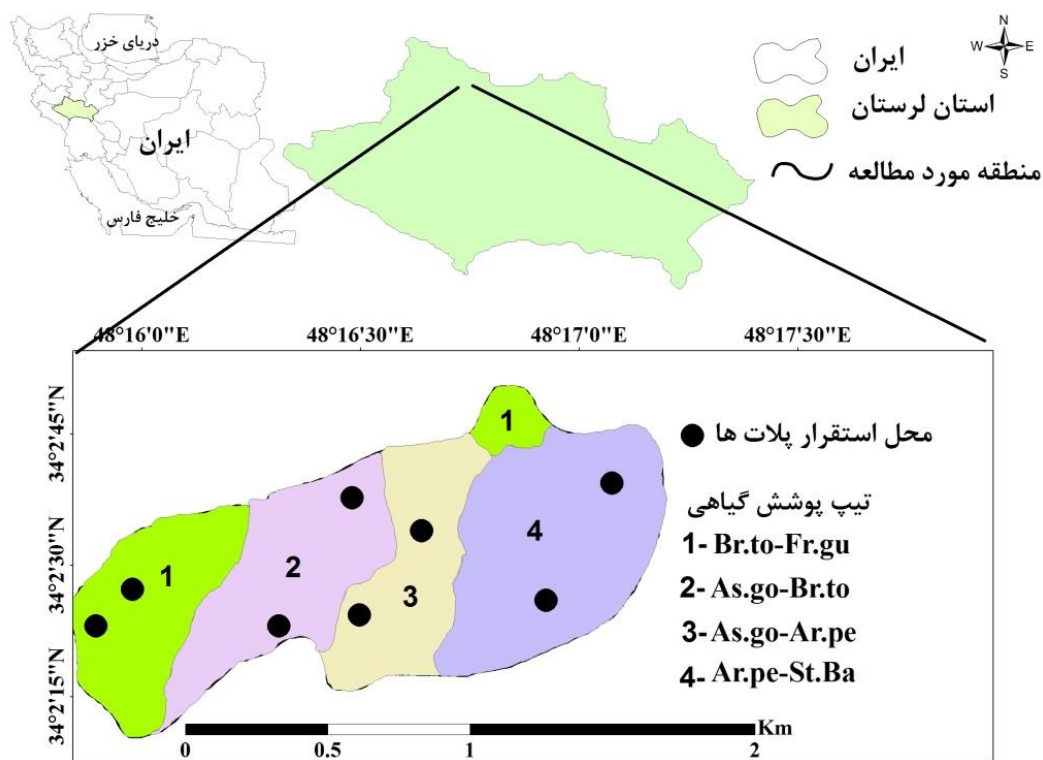 دریای خزر
ایران
خلیج فارس
N
W E
S
ایران
استان لرستان
منطقه مورد مطالعه
48°16'0"E 48°16'30"E 48°17'0"E 48°17'30"E
34°2'45"N
34°2'30"N
34°2'15"N
1
1
2
3
4
محل استقرار پلات ها
تیپ پوشش گیاهی
1- Br.to-Fr.gu
2- As.go-Br.to
3- As.go-Ar.pe
4- Ar.pe-St.Ba
Km
0 0.5 1 2